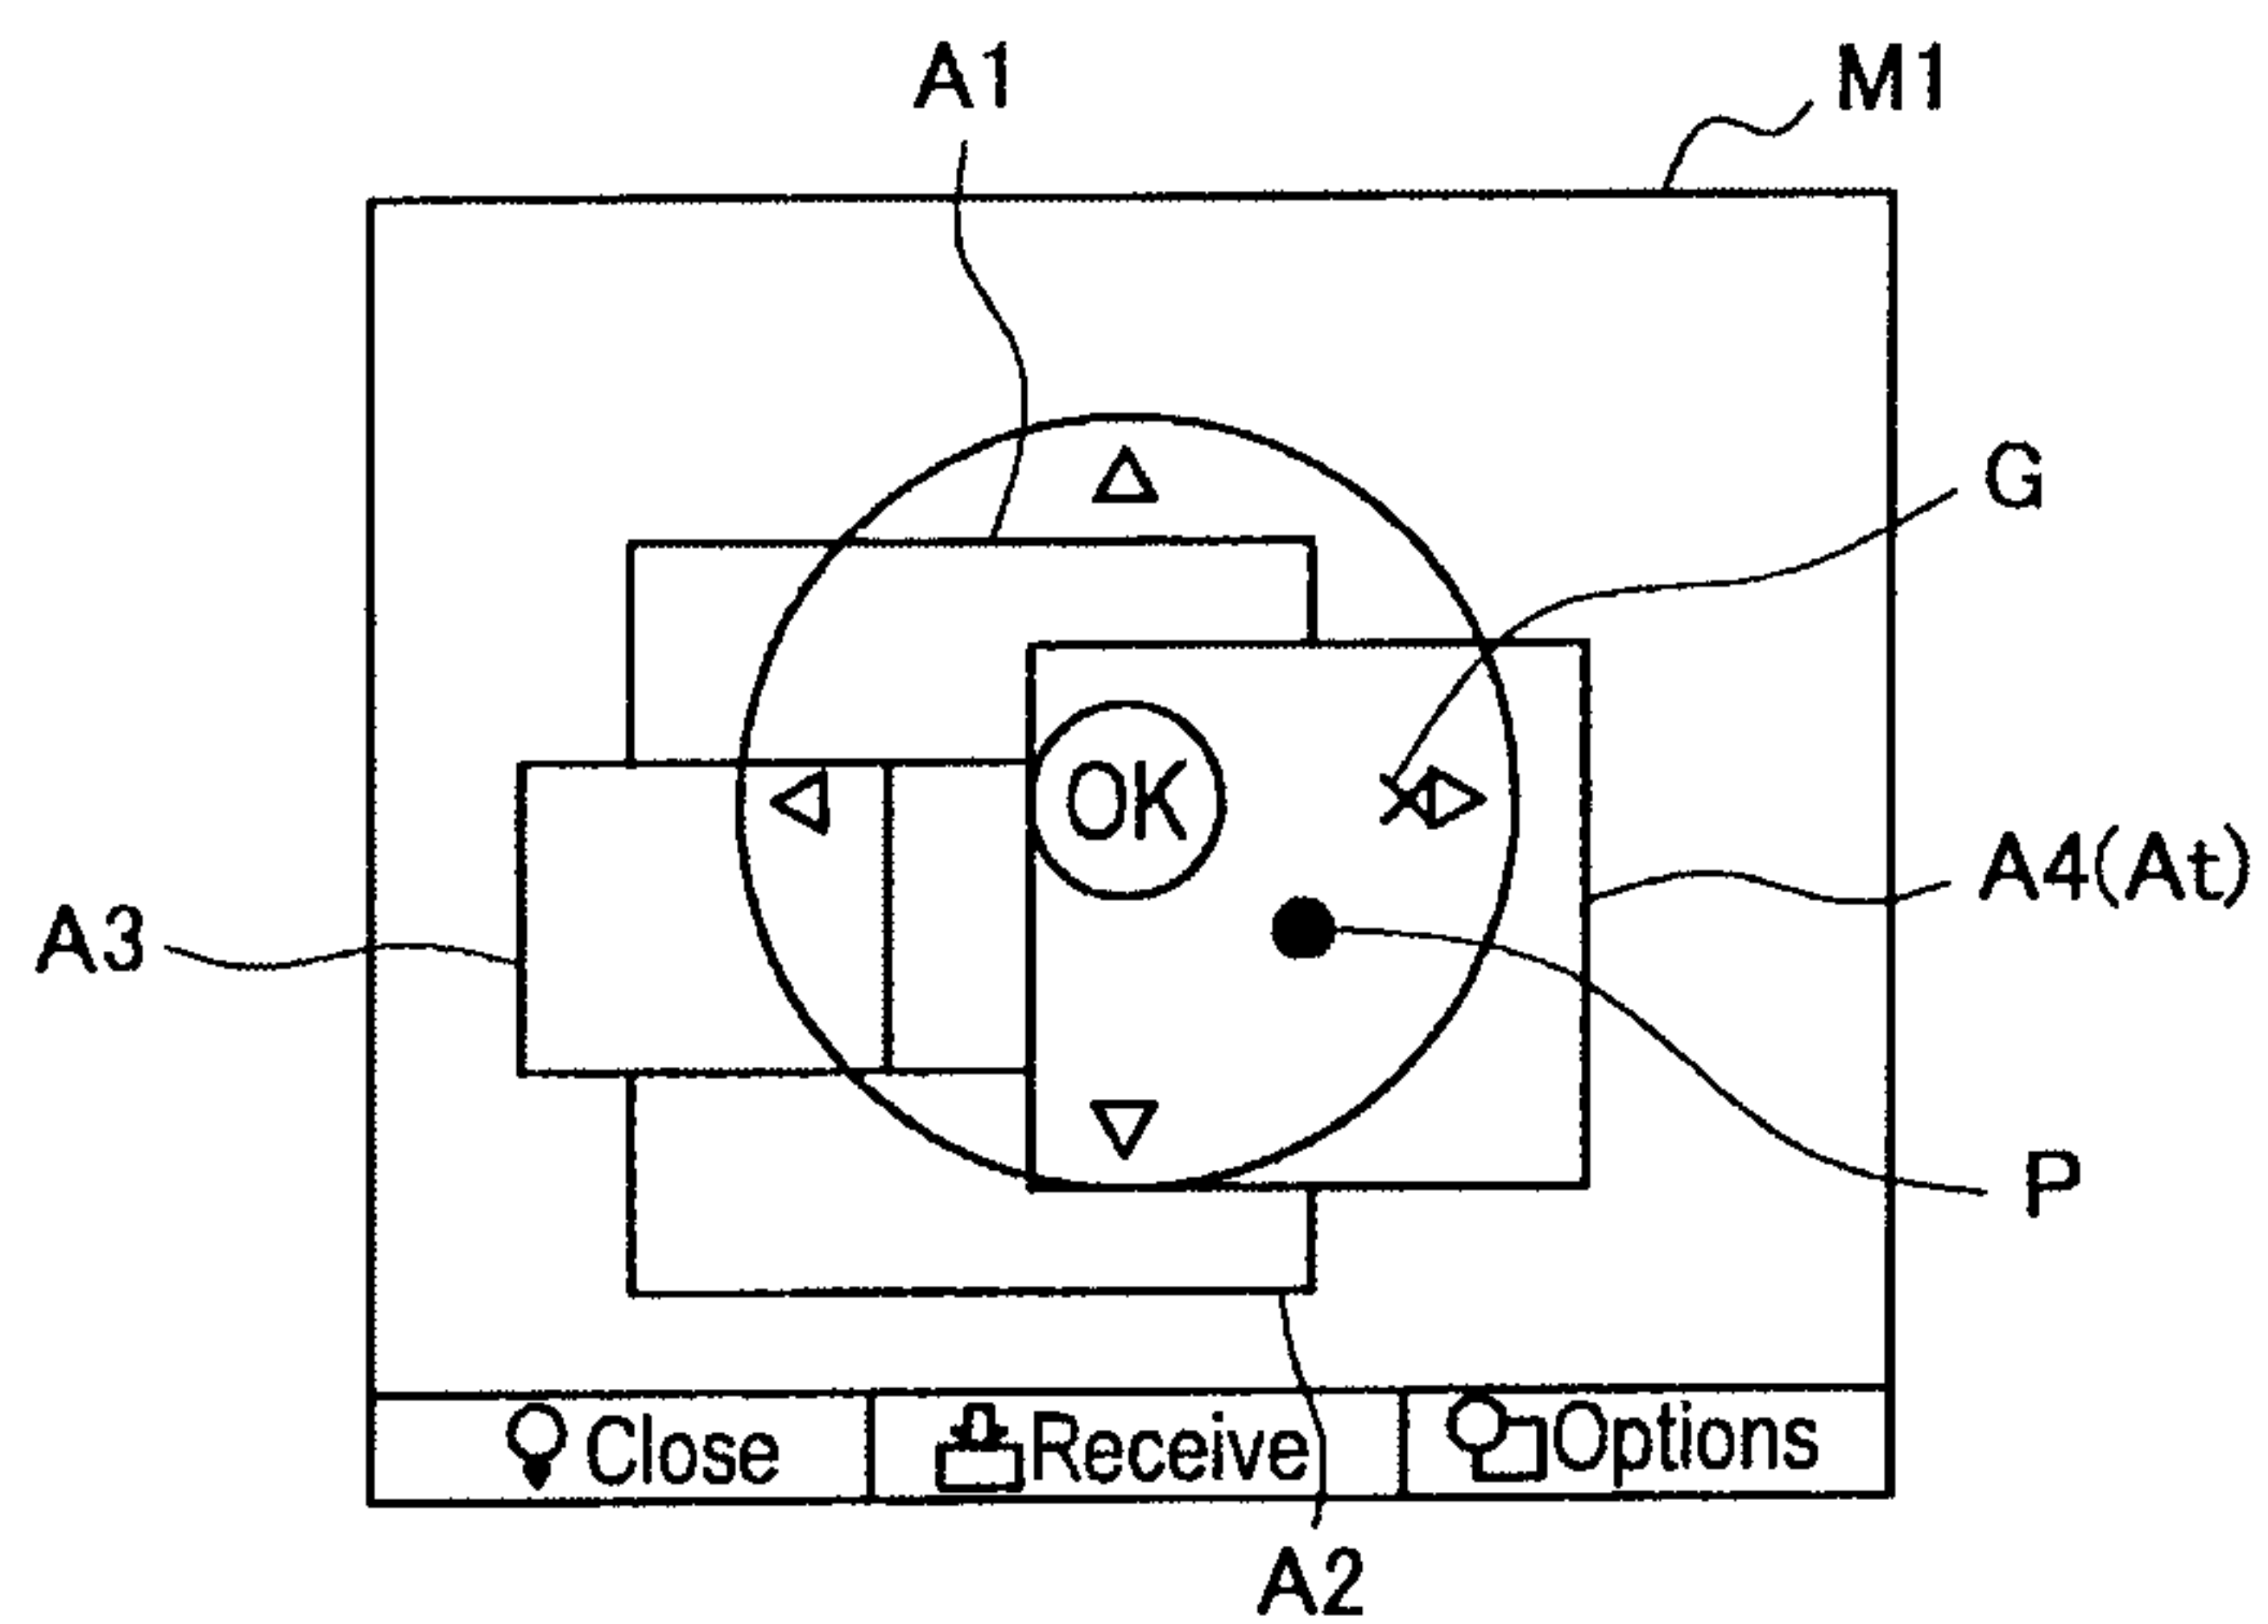 A1
M1
G
OK
A4(At)
A3
P
Close Receive Options
A2